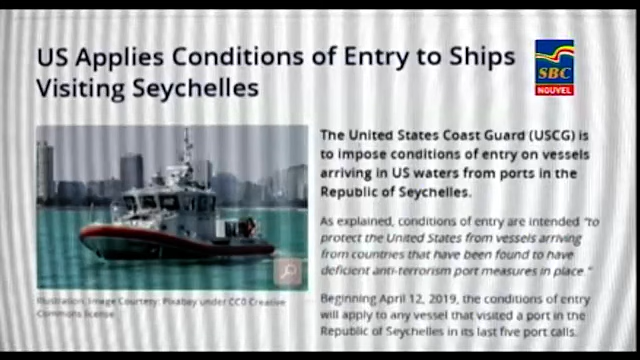 US Applies Conditions of Entry to Ships
Visiting Seychelles
SBC
NOUVEL
The United States Coast Guard (USCG) is
to impose conditions of entry on vessels
arriving in US waters from ports in the
Republic of Seychelles.
As explained, conditions of entry are intended "to
protect the United States from vessels arriving
from countries that have been found to have
deficient anti-terrorism port measures in place."
Illustration; Image Courtesy: Pixabay under CC0 Creative
Commons license
Beginning April 12, 2019, the conditions of entry
will apply to any vessel that visited a port in the
Republic of Seychelles in its last five port calls.